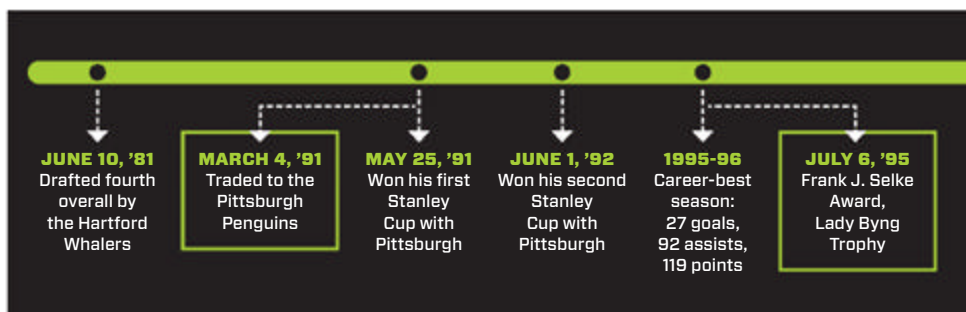 JUNE 10, ’81
Drafted fourth
overall by
the Hartford
Whalers
MARCH 4, ’91
Traded to the
Pittsburgh
Penguins
MAY 25, ’91
Won his first
Stanley
Cup with
Pittsburgh
JUNE 1, ’92
Won his second
Stanley
Cup with
Pittsburgh
1995-96
Career-best
season:
27 goals,
92 assists,
119 points
JULY 6, ’95
Frank J. Selke
Award,
Lady Byng
Trophy